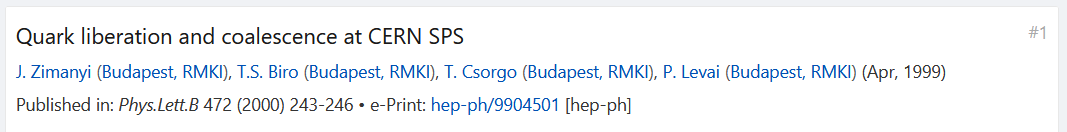 Quark liberation and coalescence at CERN SPS
#1
J. Zimanyi (Budapest, RMKI), T.S. Biro (Budapest, RMKI), T. Csorgo (Budapest, RMKI), P. Levai (Budapest, RMKI) (Apr, 1999)
Published in: Phys.Lett.B 472 (2000) 243-246 • e-Print: hep-ph/9904501 [hep-ph]